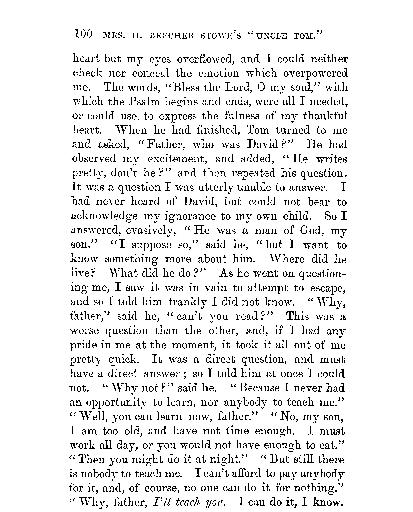 100 MRS. H. BEECHER STOWE'S "UNCLE TOM."
heart but my eyes overflowed, and I could neither
check nor conceal the emotion which overpowered
me. The words, "Bless the Lord, O my soul," with
which the Psalm begins and ends, were all I needed,
or could use, to express the fulness of my thankful
heart. When he had finished, Tom turned to me
and asked, "Father, who was David?" He had
observed my excitement, and added, "He writes
pretty, don't he?" and then repeated his question.
It was a question I was utterly unable to answer. I
had never heard of David, but could not bear to
acknowledge my ignorance to my own child. So I
answered, evasively, "He was a man of God, my
son." "I suppose so," said he, "but I want to
know something more about him. Where did he
live? What did he do?" As he went on question-
ing me, I saw it was in vain to attempt to escape,
and so I told him frankly I did not know. "Why,
father," said he, "can't you read?" This was a
worse question than the other, and, if I had any
pride in me at the moment, it took it all out of me
pretty quick. It was a direct question, and must
have a direct answer; so I told him at once I could
not. "Why not?" said he. "Because I never had
an opportunity to learn, nor anybody to teach me."
"Well, you can learn now, father." "No, my son,
I am too old, and have not time enough. I must
work all day, or you would not have enough to eat."
"Then you might do it at night." "But still there
is nobody to teach me. I can't afford to pay anybody
for it, and, of course, no one can do it for nothing."
"Why, father, I'll teach you. I can do it, I know.